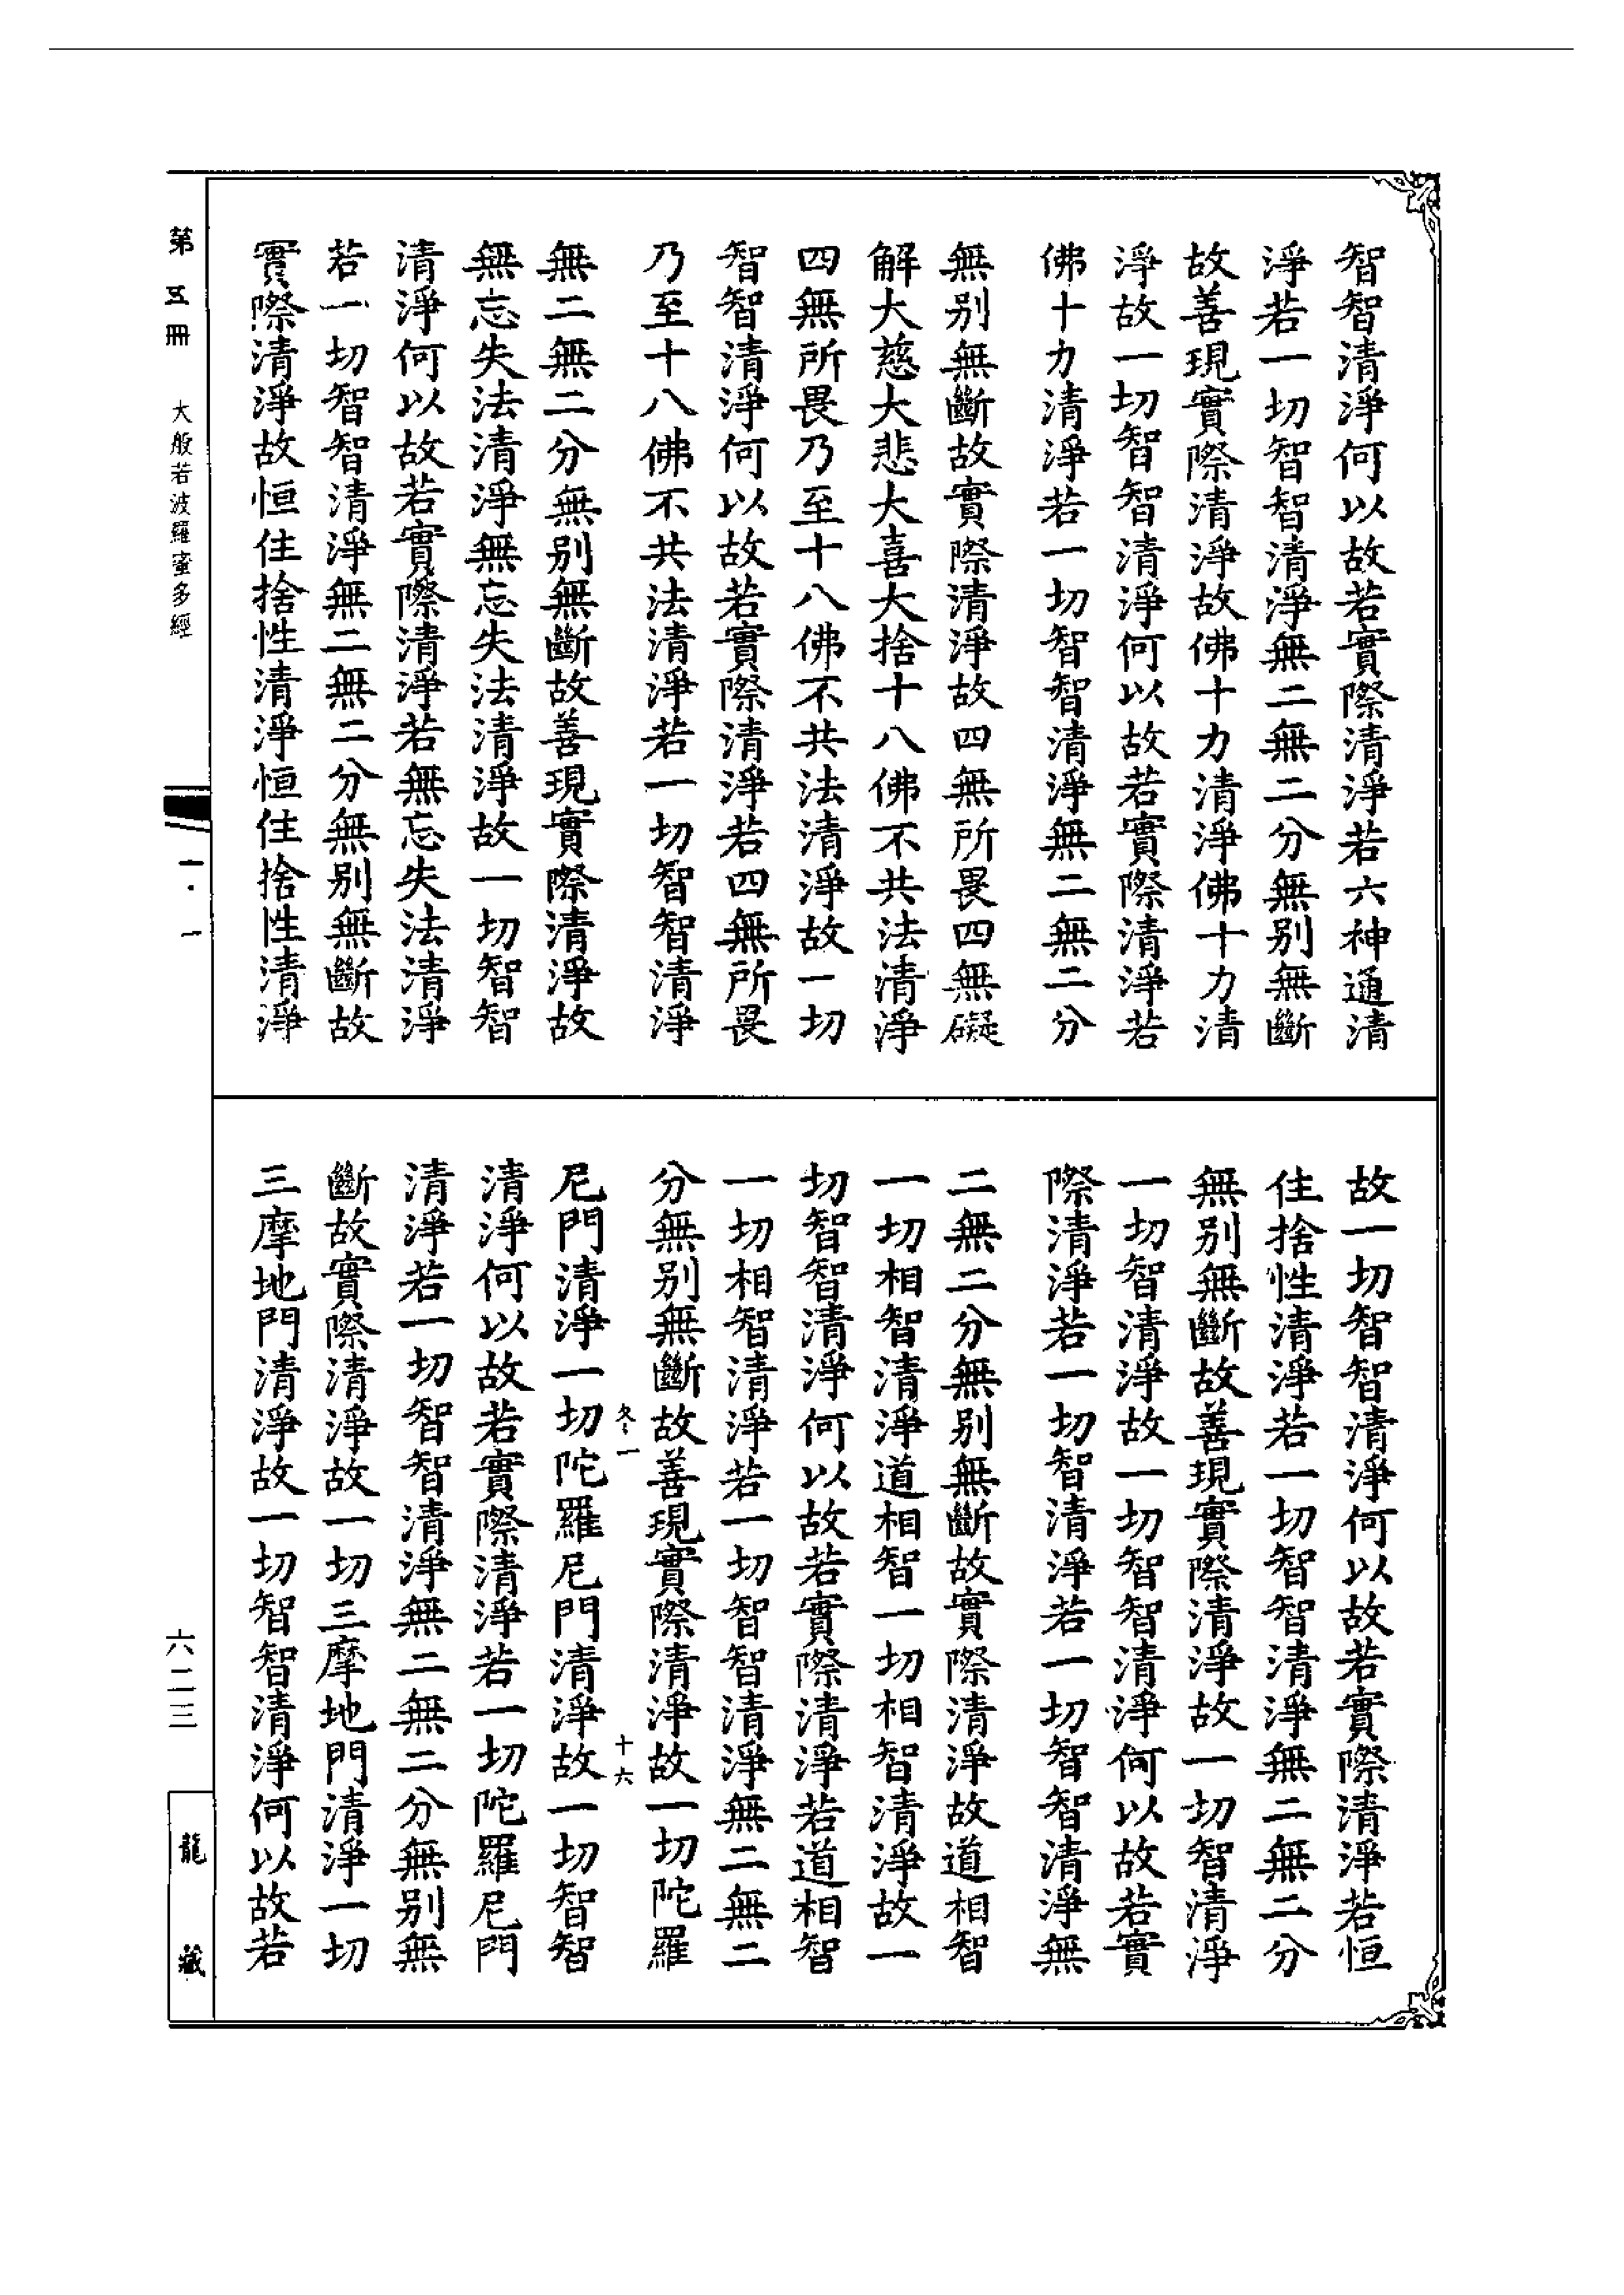 智智清淨何以故若實際清淨若六神通清
淨若一切智智清淨無二無二分無別無斷
故善現實際清淨故佛十力清淨佛十力清
淨故一切智智清淨何以故若實際清淨若
佛十力清淨若一切智智清淨無二無二分
無別無斷故實際清淨故四無所畏四無礙
解大慈大悲大喜大捨十八佛不共法清淨
四無所畏乃至十八佛不共法清淨故一切
智智清淨何以故若實際清淨若四無所畏
乃至十八佛不共法清淨若一切智智清淨
無二無二分無別無斷故善現實際清淨故
無忘失法清淨無忘失法清淨故一切智智
清淨何以故若實際清淨若無忘失法清淨
若一切智智清淨無二無二分無別無斷故
實際清淨故恒住捨性清淨恒住捨性清淨
故一切智智清淨何以故若實際清淨若恒
住捨性清淨若一切智智清淨無二無二分
無別無斷故善現實際清淨故一切智清淨
一切智清淨故一切智智清淨何以故若實
際清淨若一切智清淨若一切智智清淨無
二無二分無別無斷故實際清淨故道相智
一切相智清淨道相智一切相智清淨故一
切智智清淨何以故若實際清淨若道相智
一切相智清淨若一切智智清淨無二無二
分無別無斷故善現實際清淨故一切陀羅
夂一 十六
尼門清淨一切陀羅尼門清淨故一切智智
清淨何以故若實際清淨若一切陀羅尼門
清淨若一切智智清淨無二無二分無別無
斷故實際清淨故一切三摩地門清淨一切
三摩地門清淨故一切智智清淨何以故若
第五冊 大般若波羅蜜多經 一·一 六二三 龍藏